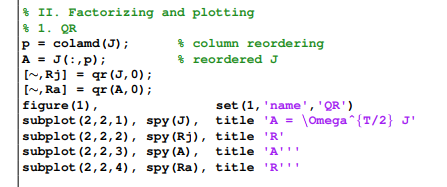 % II. Factorizing and plotting
% 1. QR
p = colamd(J); % column reordering
A = J(:,p); % reordered J
[~,Rj] = qr(J,0);
[~,Ra] = qr(A,0);
figure(1), set(1,'name','QR')
subplot(2,2,1), spy(J), title 'A = \Omega^{T/2} J'
subplot(2,2,2), spy(Rj), title 'R'
subplot(2,2,3), spy(A), title 'A'''
subplot(2,2,4), spy(Ra), title 'R'''